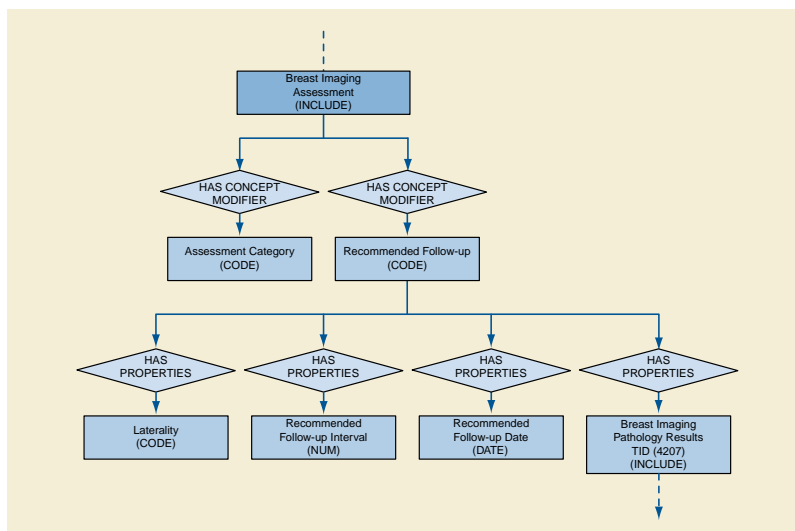 Breast Imaging
Assessment
(INCLUDE)
HAS CONCEPT
MODIFIER
HAS CONCEPT
MODIFIER
Assessment Category
(CODE)
Recommended Follow-up
(CODE)
HAS
PROPERTIES
HAS
PROPERTIES
HAS
PROPERTIES
HAS
PROPERTIES
Laterality
(CODE)
Recommended
Follow-up Interval
(NUM)
Recommended
Follow-up Date
(DATE)
Breast Imaging
Pathology Results
TID (4207)
(INCLUDE)